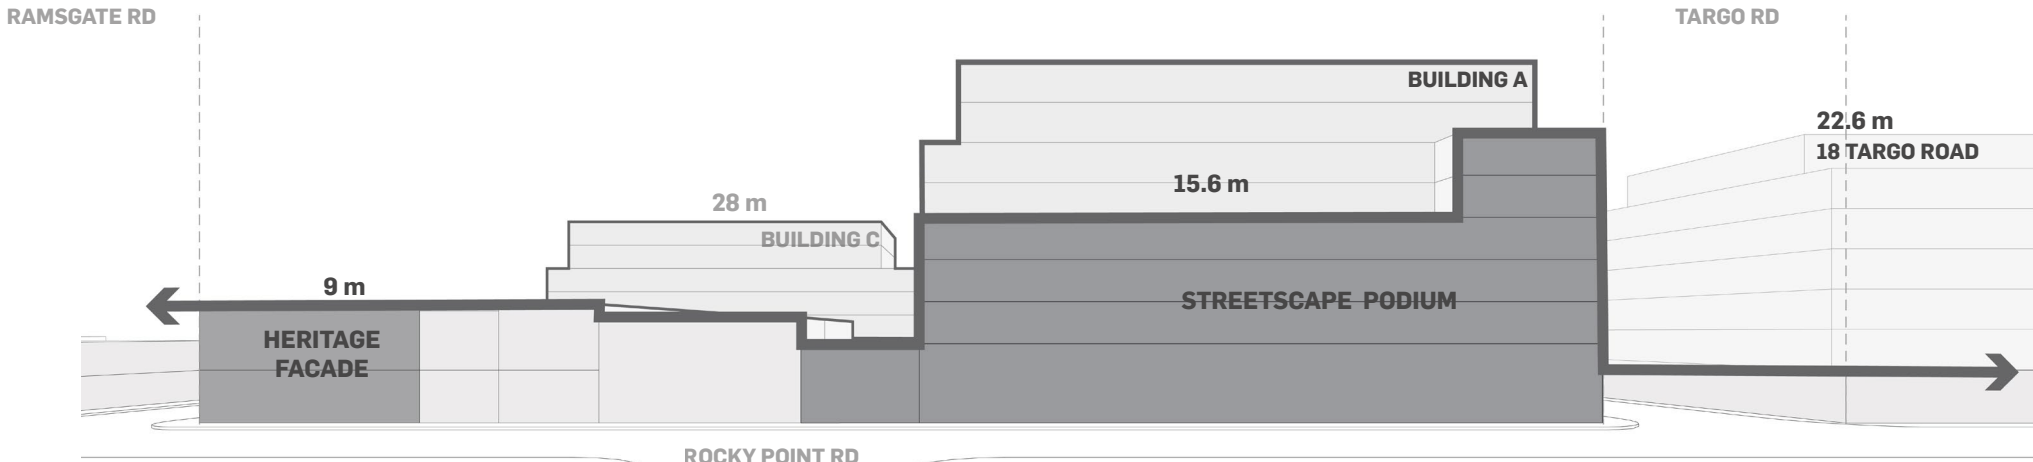 RAMSGATE RD
TARGO RD
BUILDING A
22.6 m
18 TARGO ROAD
15.6 m
28 m
BUILDING C
9 m
STREETSCAPE PODIUM
HERITAGE
FACADE
ROCKY POINT RD